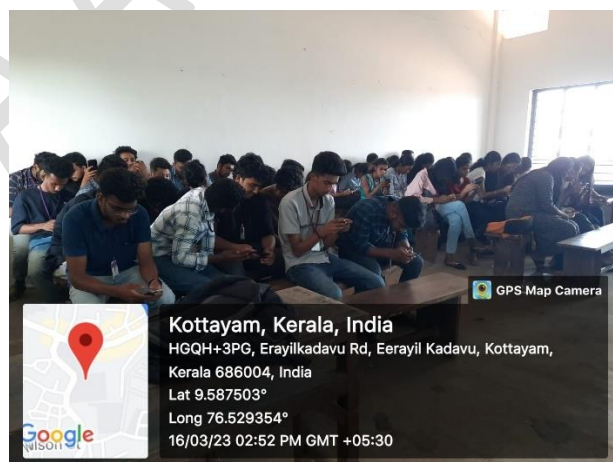 GPS Map Camera
Kottayam, Kerala, India
HGQH+3PG, Erayilkadavu Rd, Eerayil Kadavu, Kottayam,
Kerala 686004, India
Lat 9.587503°
Long 76.529354°
16/03/23 02:52 PM GMT +05:30
Google